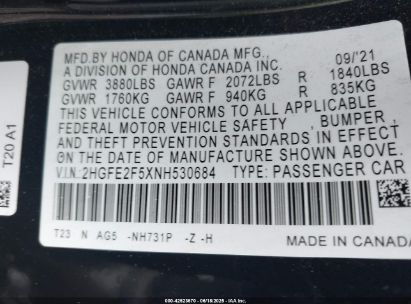 MFD.BY HONDA OF CANADA MFG.,
A DIVISION OF HONDA CANADA INC. 09/'21
GVWR 3880LBS GAWR F 2072LBS R 1840LBS
GVWR 1760KG GAWR F 940KG R 835KG
THIS VEHICLE CONFORMS TO ALL APPLICABLE
FEDERAL MOTOR VEHICLE SAFETY , BUMPER ,
AND THEFT PREVENTION STANDARDS IN EFFECT
ON THE DATE OF MANUFACTURE SHOWN ABOVE.
V.I.N:2HGFE2F5XNH530684 TYPE: PASSENGER CAR
T23 N AG5 -NH731P -Z -H
MADE IN CANADA
T20 A1